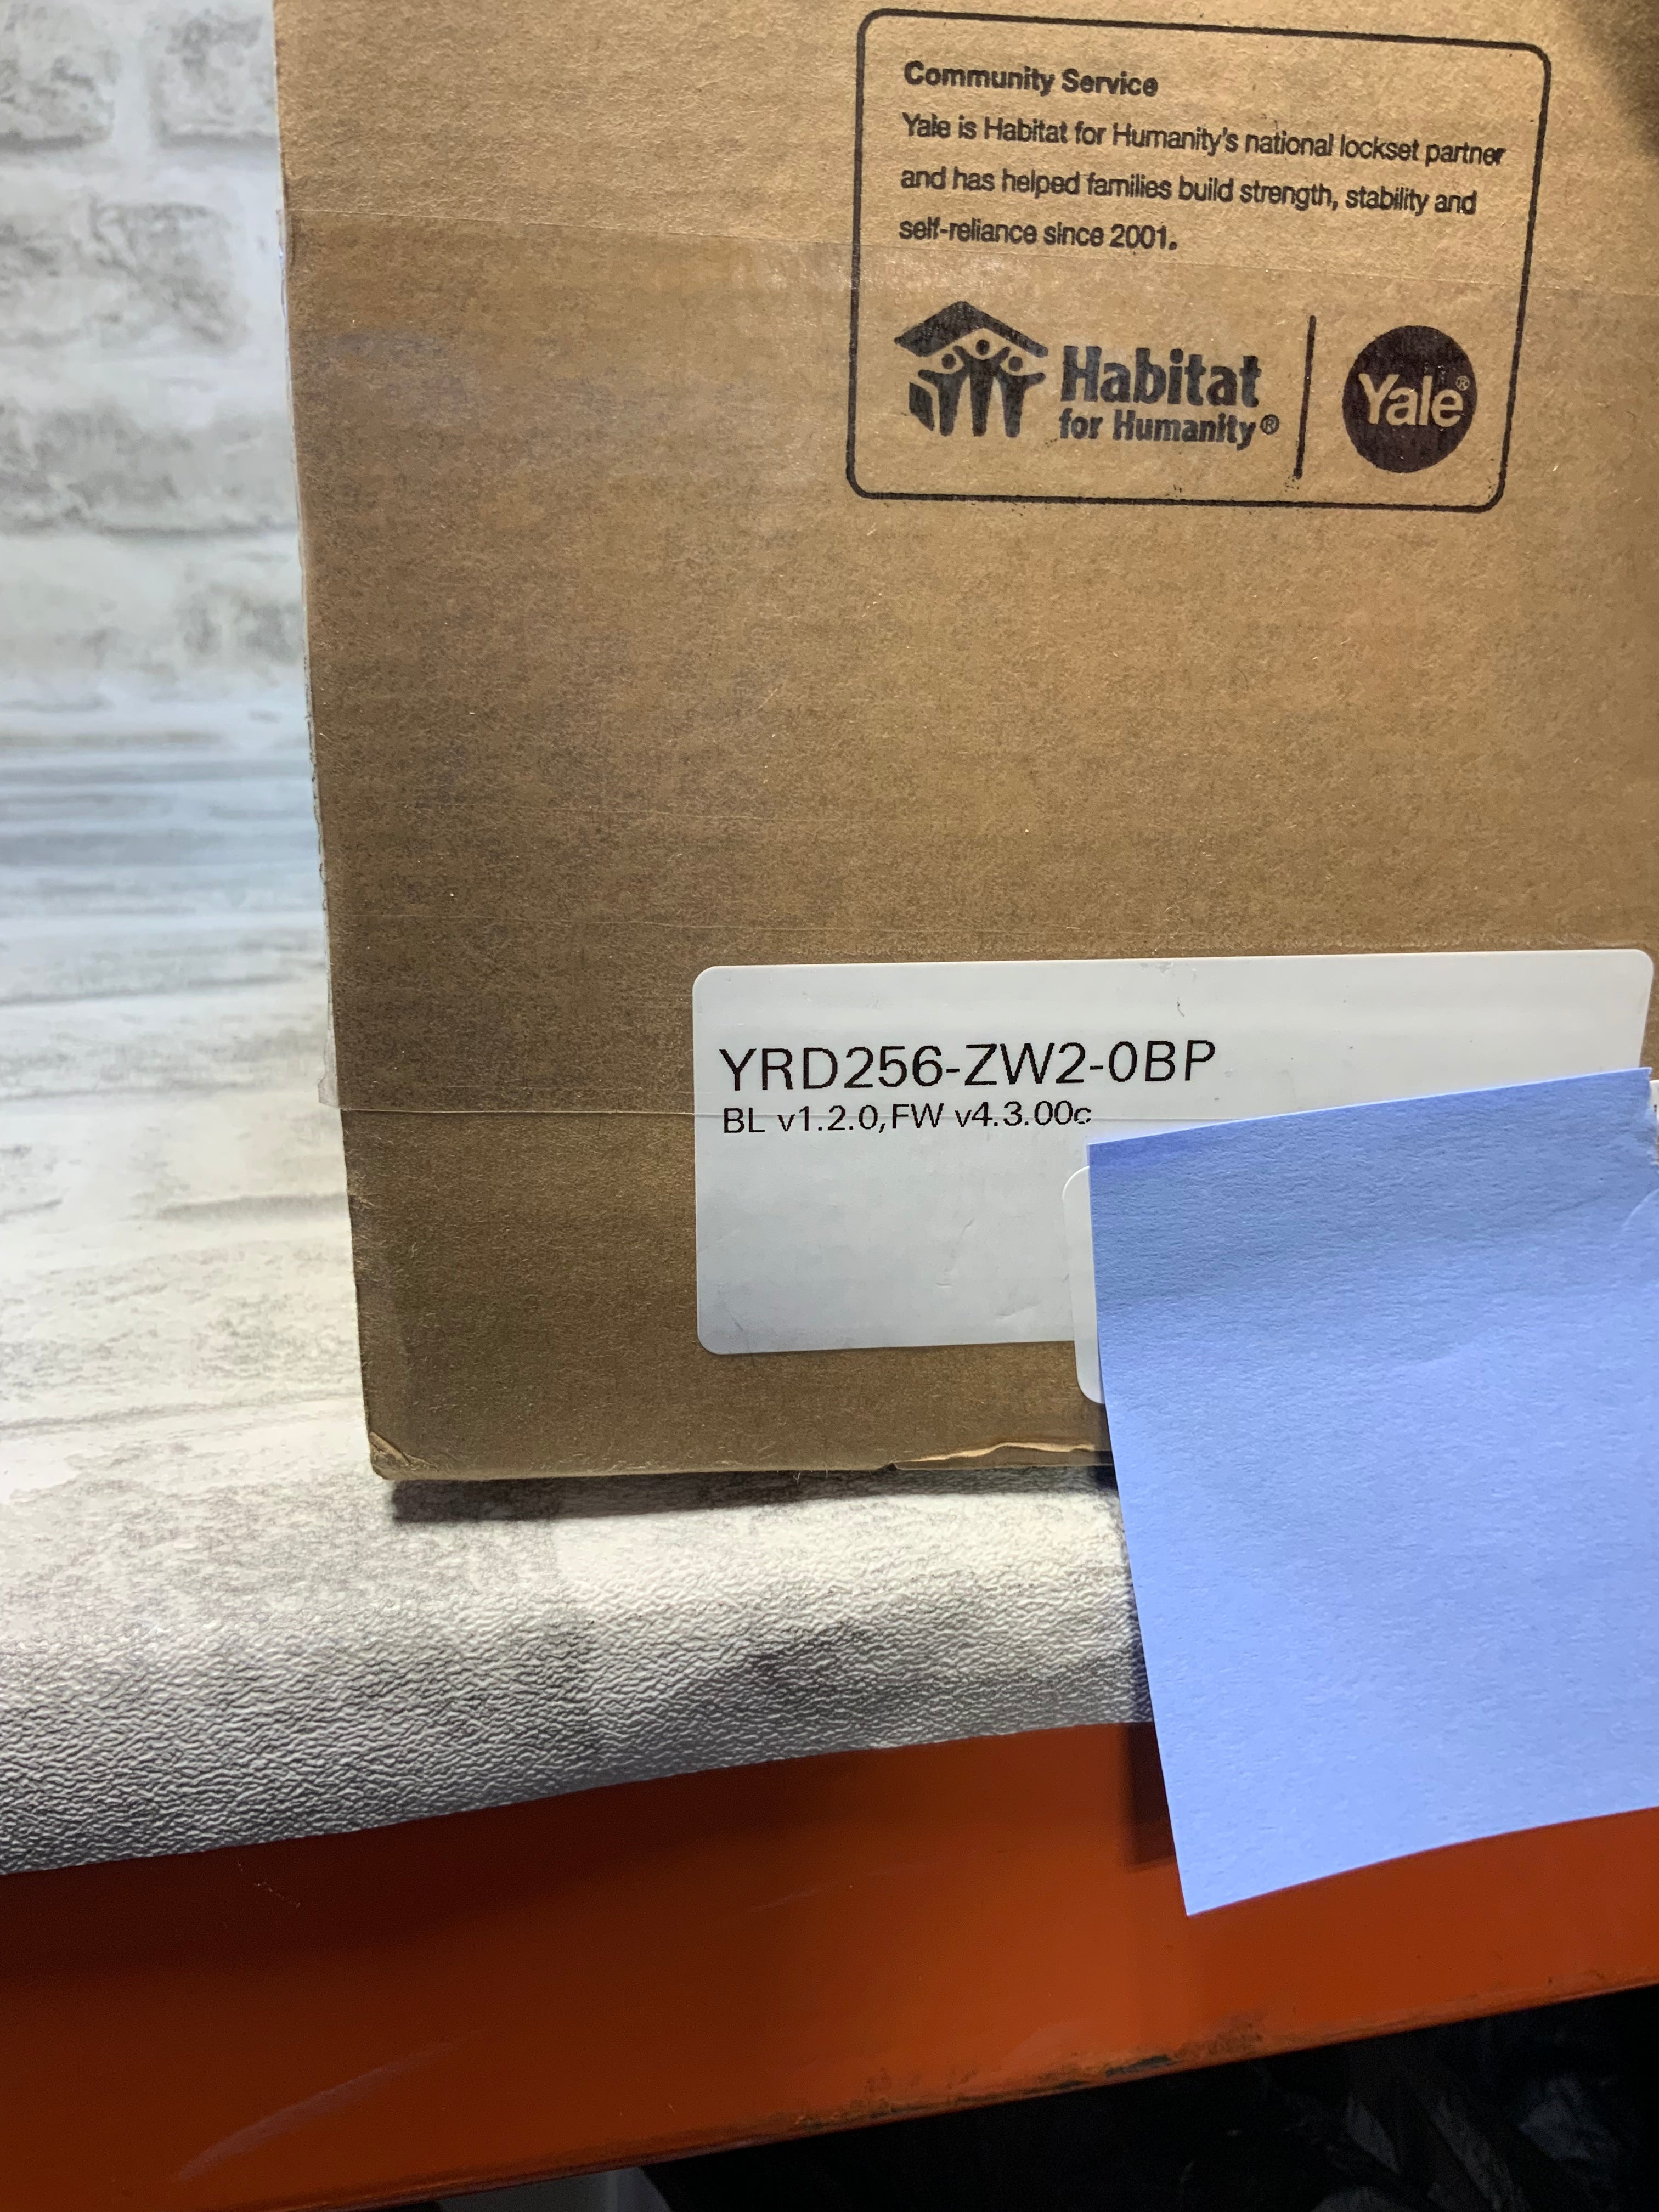 Community Service
Yale is Habitat for Humanity's national lockset partner
and has helped families build strength, stability and
self-reliance since 2001.
Habitat
for Humanity®
Yale®
YRD256-ZW2-0BP
BL v1.2.0,FW v4.3.00c